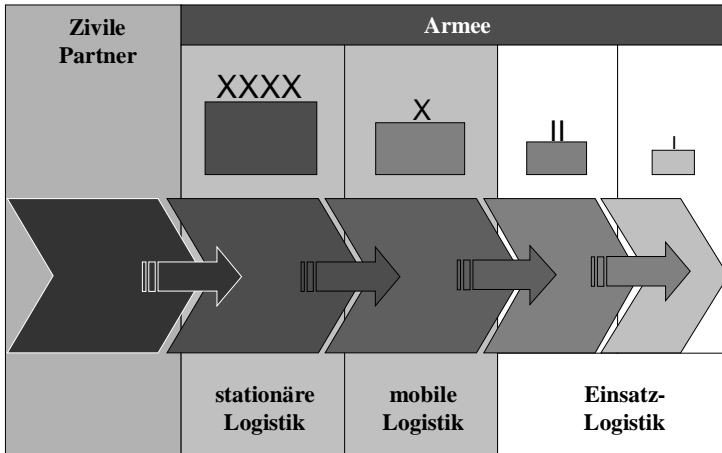 Zivile
Partner
Armee
XXXX
X
II
I
stationäre
Logistik
mobile
Logistik
Einsatz-
Logistik